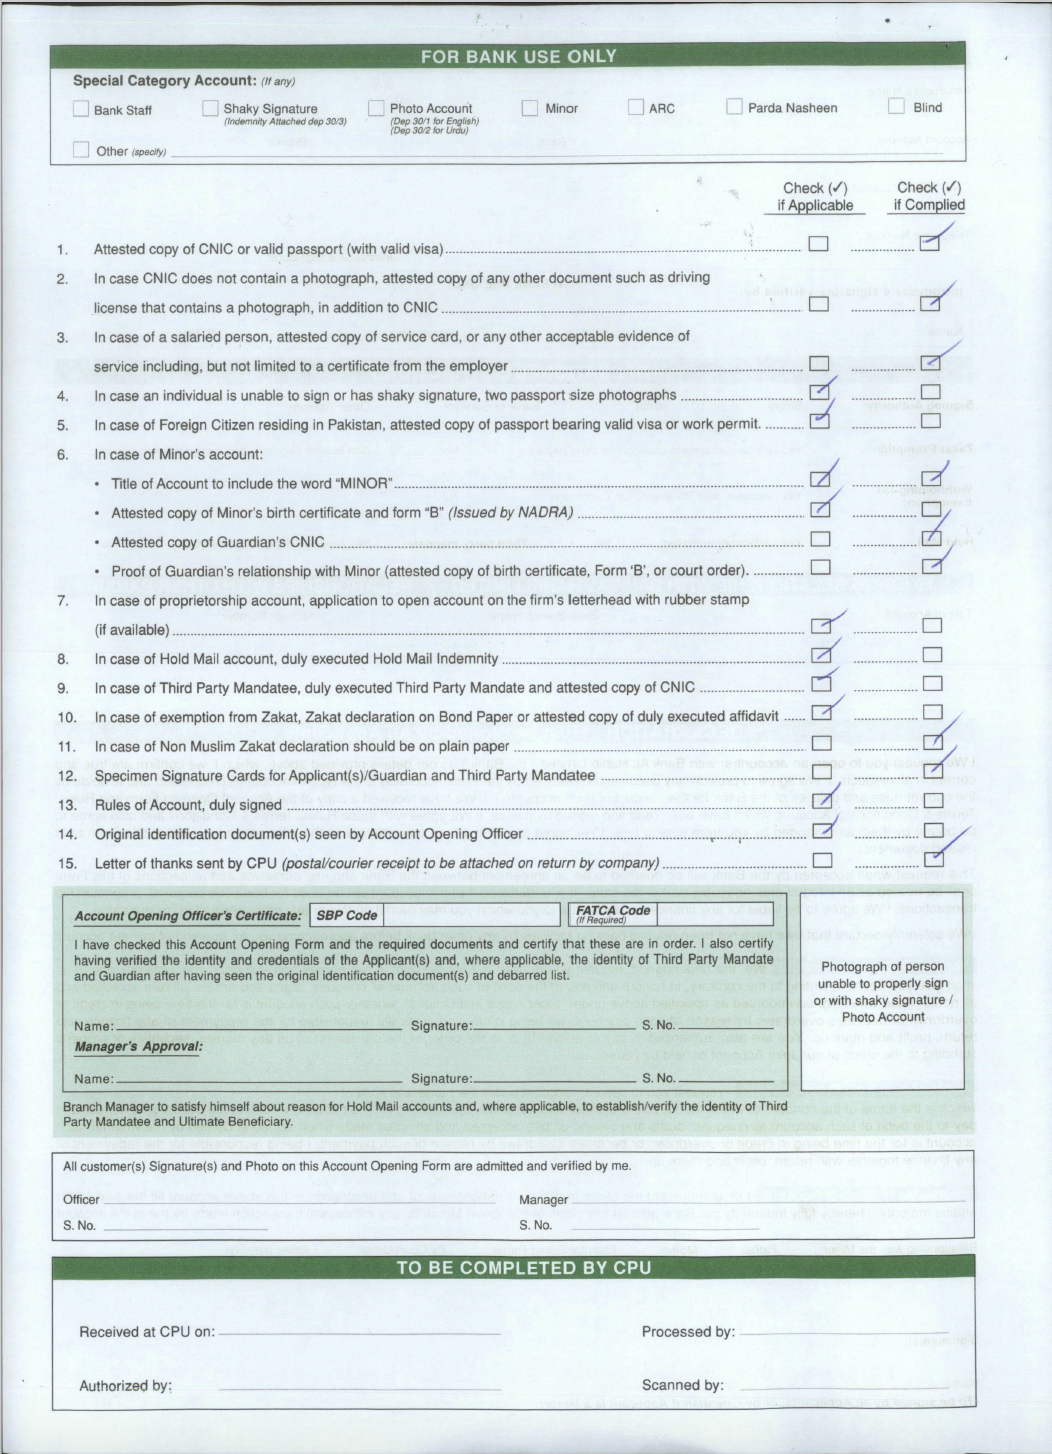 FOR BANK USE ONLY
Special Category Account: (If any)
Bank Staff
Shaky Signature
(Indemnity Attached dep 30/3)
Photo Account
(Dep 30/1 for English)
(Dep 30/2 for Urdu)
Minor
ARC
Parda Nasheen
Blind
Other (specify)
Check (✓)
if Applicable
Check (✓)
if Complied
1. Attested copy of CNIC or valid passport (with valid visa)
2. In case CNIC does not contain a photograph, attested copy of any other document such as driving
license that contains a photograph, in addition to CNIC
3. In case of a salaried person, attested copy of service card, or any other acceptable evidence of
service including, but not limited to a certificate from the employer
4. In case an individual is unable to sign or has shaky signature, two passport size photographs
5. In case of Foreign Citizen residing in Pakistan, attested copy of passport bearing valid visa or work permit.
6. In case of Minor's account:
• Title of Account to include the word “MINOR”
• Attested copy of Minor's birth certificate and form “B” (Issued by NADRA)
• Attested copy of Guardian's CNIC
• Proof of Guardian's relationship with Minor (attested copy of birth certificate, Form ‘B’, or court order).
7. In case of proprietorship account, application to open account on the firm's letterhead with rubber stamp
(if available)
8. In case of Hold Mail account, duly executed Hold Mail Indemnity
9. In case of Third Party Mandatee, duly executed Third Party Mandate and attested copy of CNIC
10. In case of exemption from Zakat, Zakat declaration on Bond Paper or attested copy of duly executed affidavit
11. In case of Non Muslim Zakat declaration should be on plain paper
12. Specimen Signature Cards for Applicant(s)/Guardian and Third Party Mandatee
13. Rules of Account, duly signed
14. Original identification document(s) seen by Account Opening Officer
15. Letter of thanks sent by CPU (postal/courier receipt to be attached on return by company)
Account Opening Officer's Certificate: SBP Code FATCA Code
(If Required)
I have checked this Account Opening Form and the required documents and certify that these are in order. I also certify
having verified the identity and credentials of the Applicant(s) and, where applicable, the identity of Third Party Mandate
and Guardian after having seen the original identification document(s) and debarred list.
Name: Signature: S. No.
Manager's Approval:
Name: Signature: S. No.
Photograph of person
unable to properly sign
or with shaky signature /
Photo Account
Branch Manager to satisfy himself about reason for Hold Mail accounts and, where applicable, to establish/verify the identity of Third
Party Mandatee and Ultimate Beneficiary.
All customer(s) Signature(s) and Photo on this Account Opening Form are admitted and verified by me.
Officer Manager
S. No. S. No.
TO BE COMPLETED BY CPU
Received at CPU on: Processed by:
Authorized by: Scanned by: